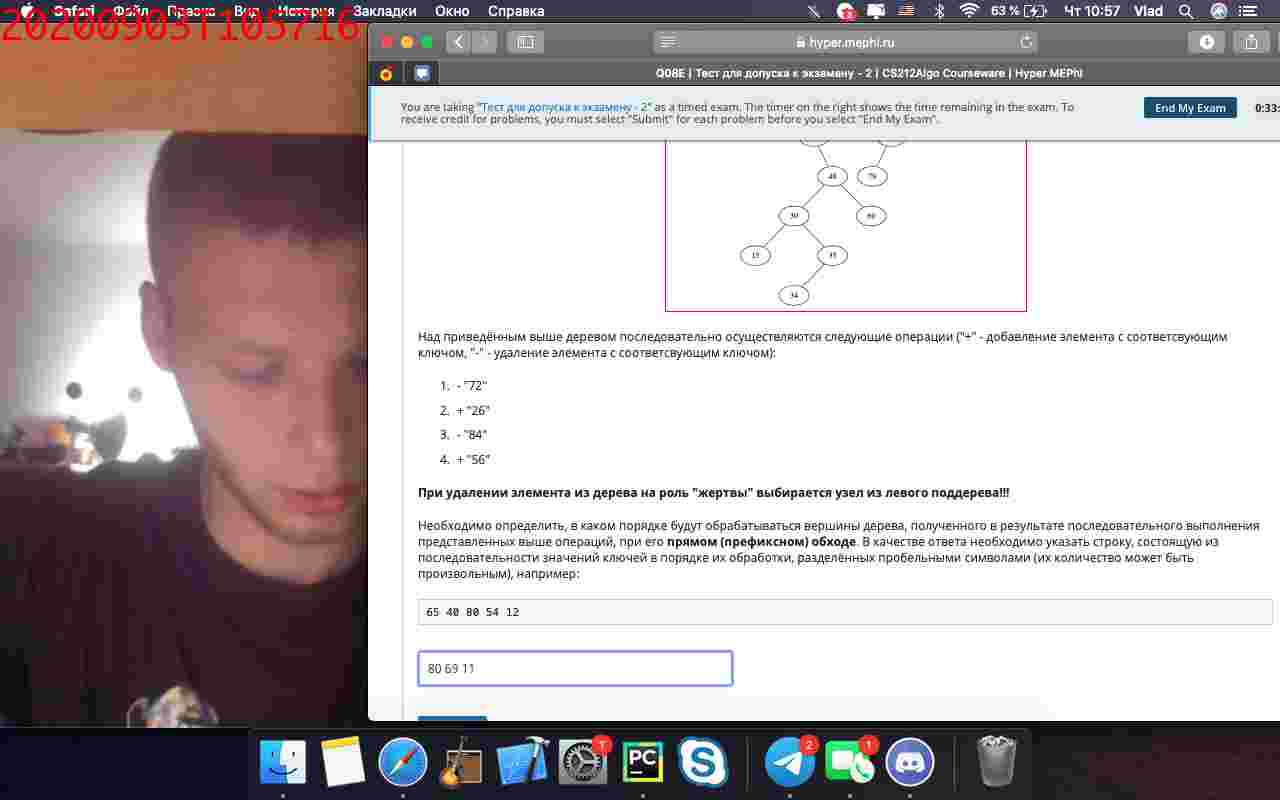 Safari Файл Правка Вид История Закладки Окно Справка 63 % Чт 10:57 Vlad
20200903T105716
hyper.mephi.ru
Q08E | Тест для допуска к экзамену - 2 | CS212Algo Courseware | Hyper.MEPhI
You are taking "Тест для допуска к экзамену - 2" as a timed exam. The timer on the right shows the time remaining in the exam. To
receive credit for problems, you must select "Submit" for each problem before you select "End My Exam".
End My Exam
0:33:
48 79
30 60
15 35
34
Над приведённым выше деревом последовательно осуществляются следующие операции ("+" - добавление элемента с соответсвующим
ключом, "-" - удаление элемента с соответсвующим ключом):
1. - "72"
2. + "26"
3. - "84"
4. + "56"
При удалении элемента из дерева на роль "жертвы" выбирается узел из левого поддерева!!!
Необходимо определить, в каком порядке будут обрабатываться вершины дерева, полученного в результате последовательного выполнения
представленных выше операций, при его прямом (префиксном) обходе. В качестве ответа необходимо указать строку, состоящую из
последовательности значений ключей в порядке их обработки, разделённых пробельными символами (их количество может быть
произвольным), например:
65 40 80 54 12
80 69 11
1
PC
2
1